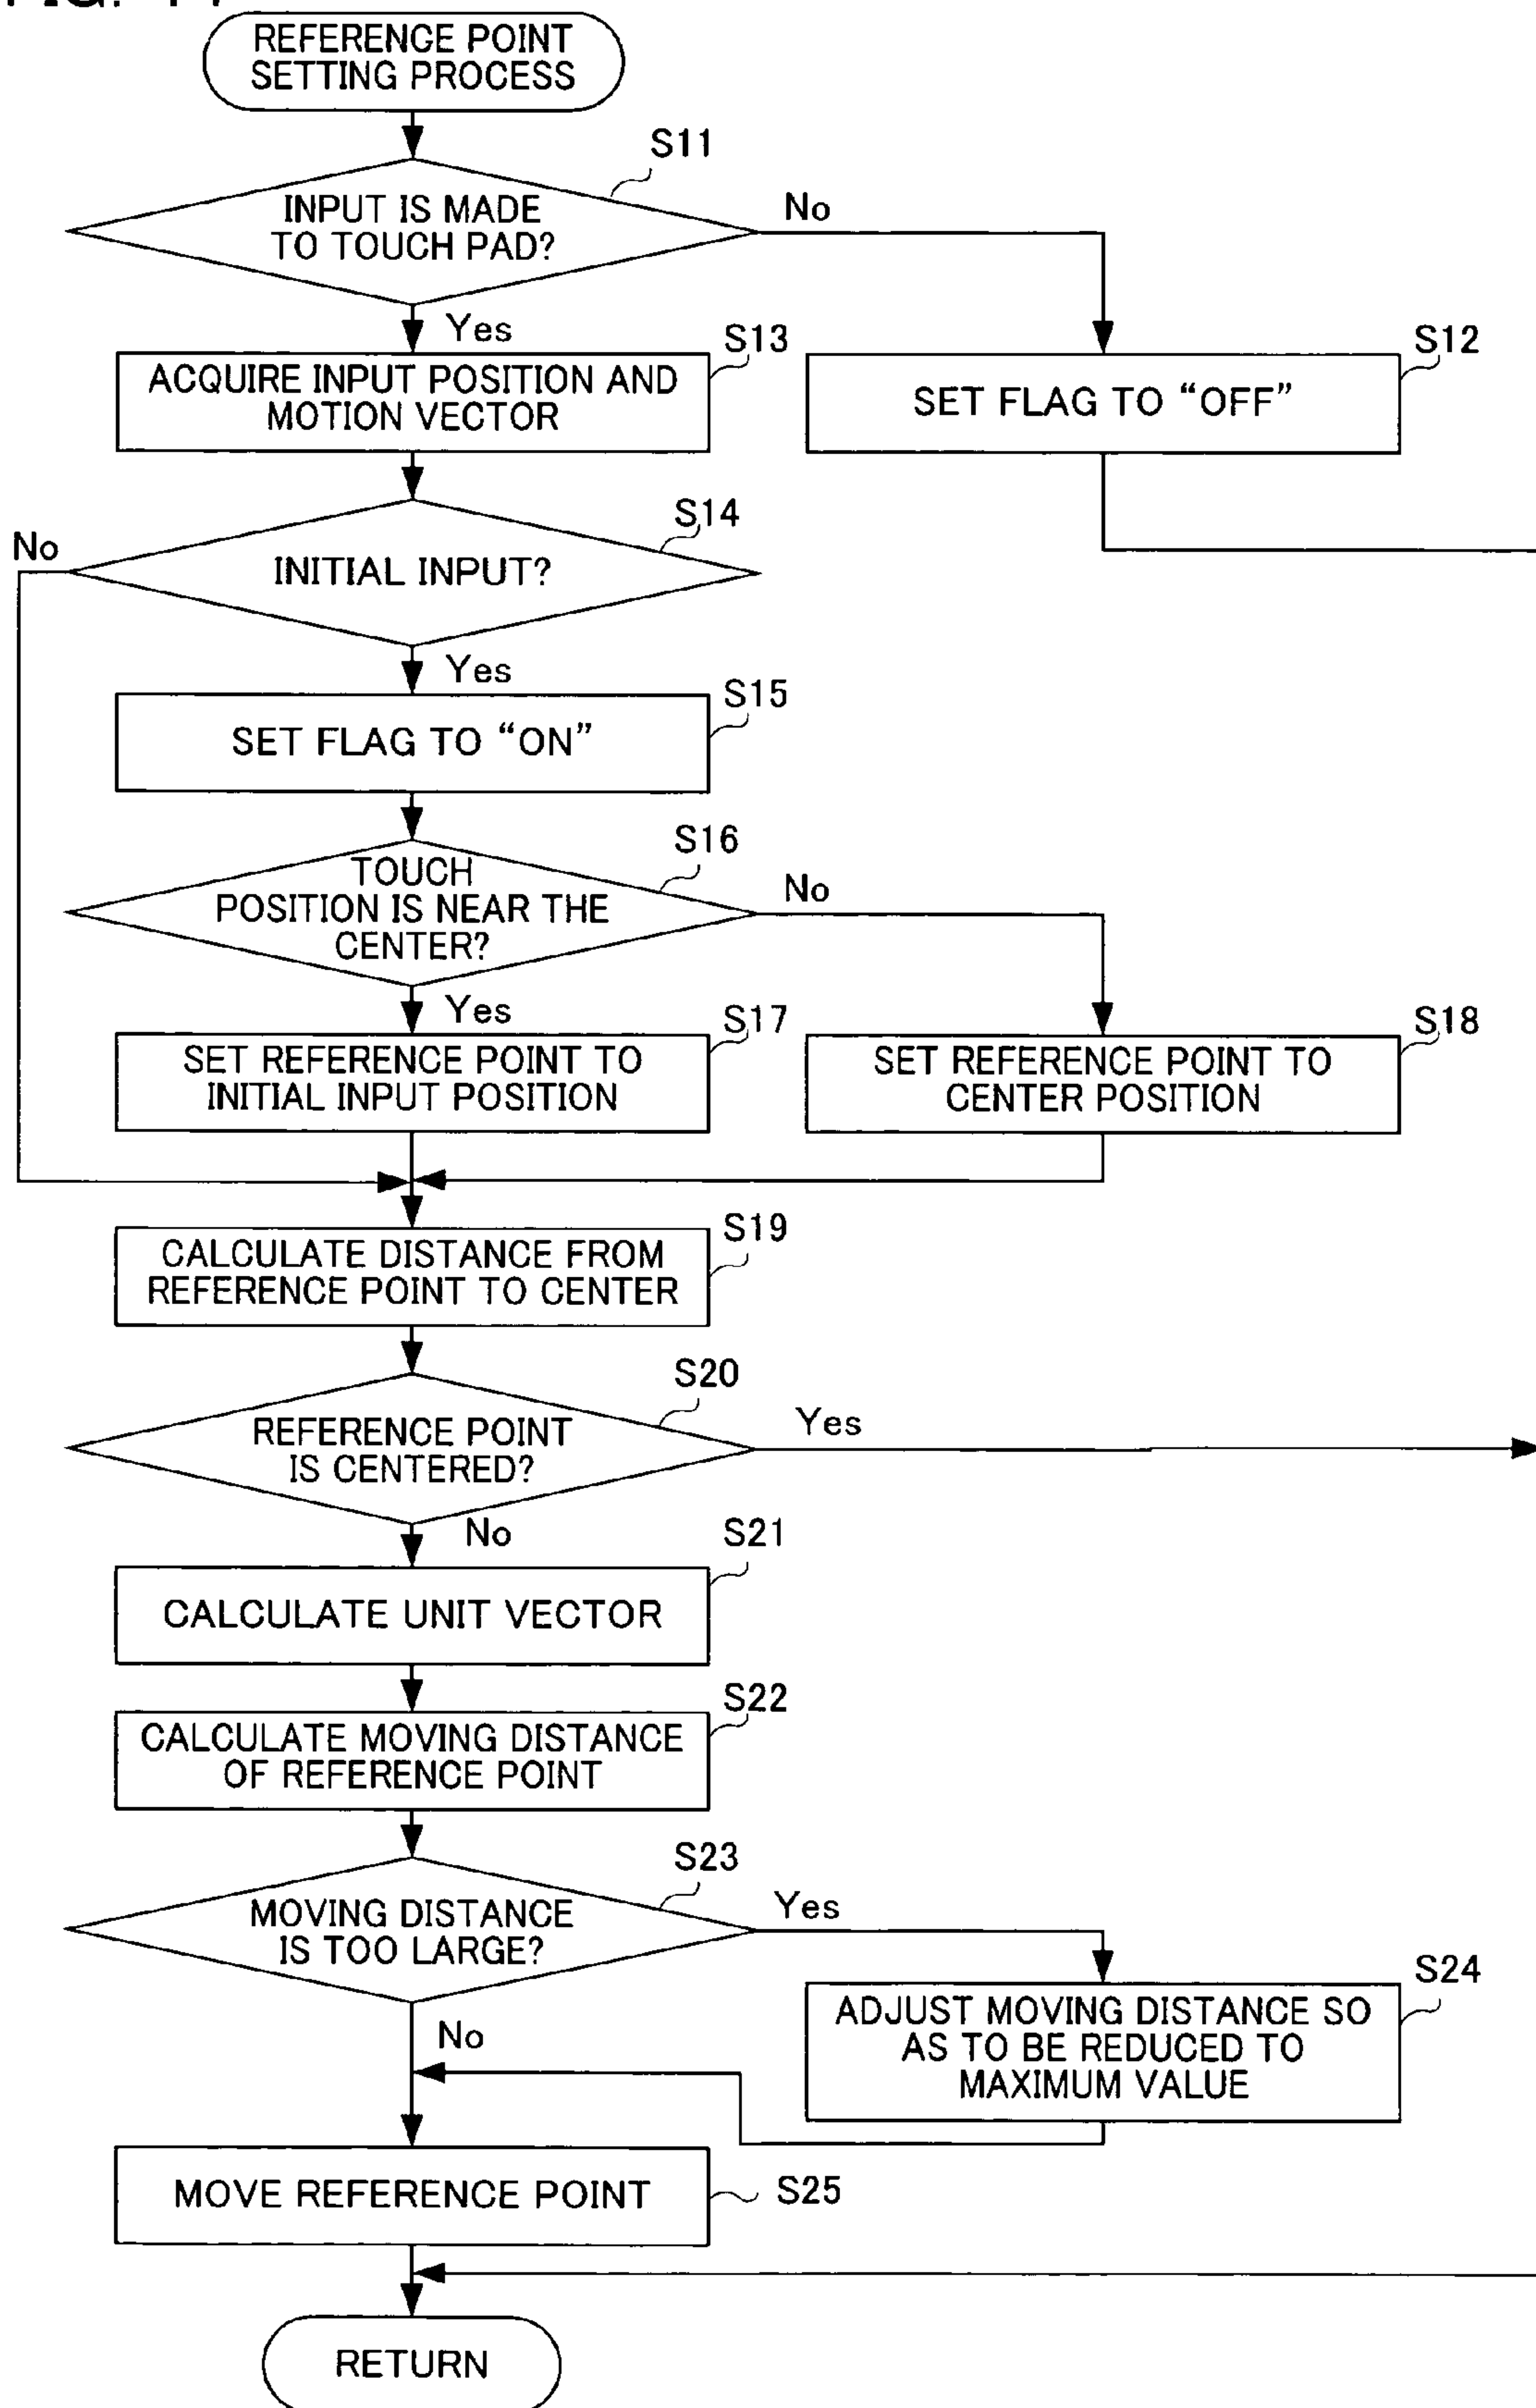 REFERENCE POINT
SETTING PROCESS
S11
INPUT IS MADE
TO TOUCH PAD?
No
Yes
S13
ACQUIRE INPUT POSITION AND
MOTION VECTOR
S12
SET FLAG TO “OFF”
S14
No
INITIAL INPUT?
Yes
S15
SET FLAG TO “ON”
S16
TOUCH
POSITION IS NEAR THE
CENTER?
No
Yes
S17
SET REFERENCE POINT TO
INITIAL INPUT POSITION
S18
SET REFERENCE POINT TO
CENTER POSITION
S19
CALCULATE DISTANCE FROM
REFERENCE POINT TO CENTER
S20
REFERENCE POINT
IS CENTERED?
Yes
No
S21
CALCULATE UNIT VECTOR
S22
CALCULATE MOVING DISTANCE
OF REFERENCE POINT
S23
MOVING DISTANCE
IS TOO LARGE?
Yes
No
S24
ADJUST MOVING DISTANCE SO
AS TO BE REDUCED TO
MAXIMUM VALUE
MOVE REFERENCE POINT
S25
RETURN